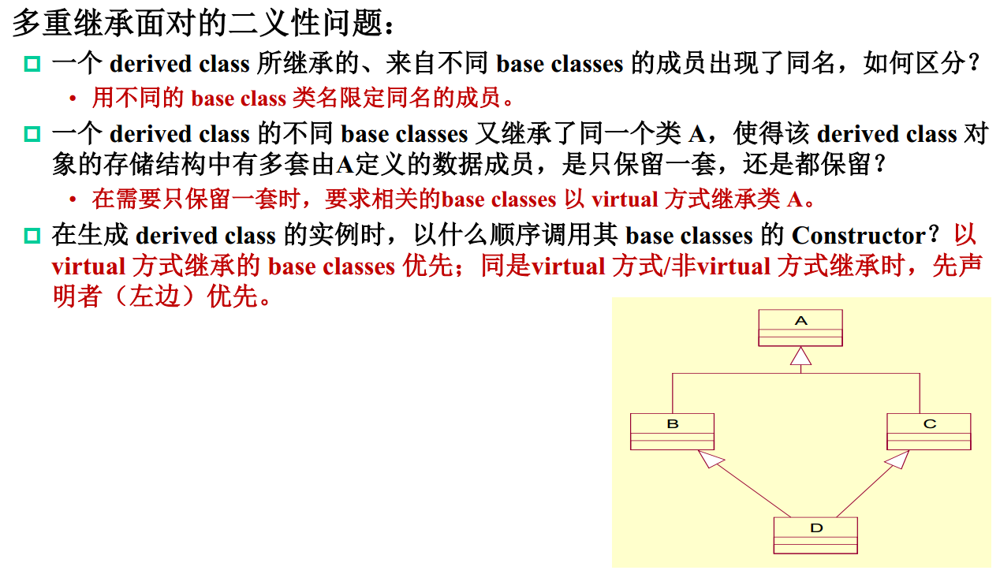 多重继承面对的二义性问题：
一个 derived class 所继承的、来自不同 base classes 的成员出现了同名，如何区分？
• 用不同的 base class 类名限定同名的成员。
一个 derived class 的不同 base classes 又继承了同一个类 A，使得该 derived class 对
象的存储结构中有多套由A定义的数据成员，是只保留一套，还是都保留？
• 在需要只保留一套时，要求相关的base classes 以 virtual 方式继承类 A。
在生成 derived class 的实例时，以什么顺序调用其 base classes 的 Constructor？以
virtual 方式继承的 base classes 优先；同是virtual 方式/非virtual 方式继承时，先声
明者（左边）优先。
A
B
C
D